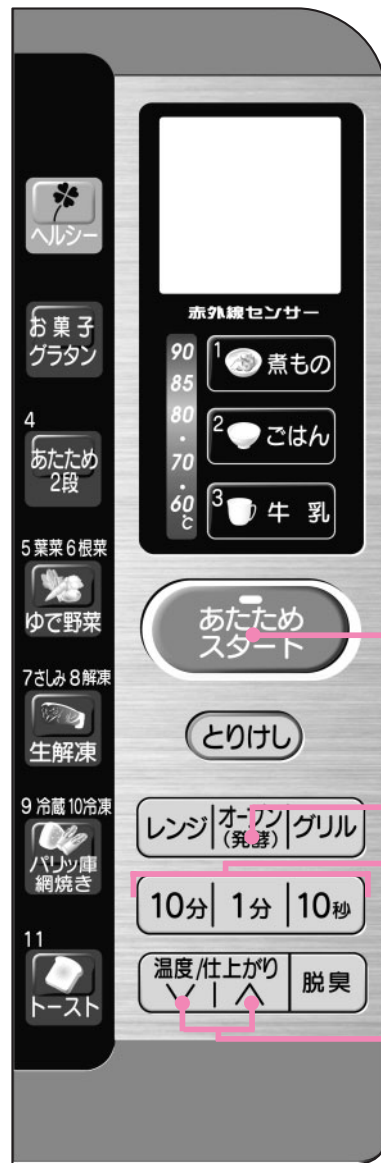 ヘルシー
お菓子
グラタン
4
あたため
2段
5葉菜6根菜
ゆで野菜
7さしみ8解凍
生解凍
9冷蔵10冷凍
パリッ庫
網焼き
11
トースト
赤外線センサー
90
85
80
・
70
・
60
℃
1 煮もの
2 ごはん
3 牛乳
あたため
スタート
とりけし
レンジ
オーブン
(発酵)
グリル
10分
1分
10秒
温度/仕上がり
脱臭